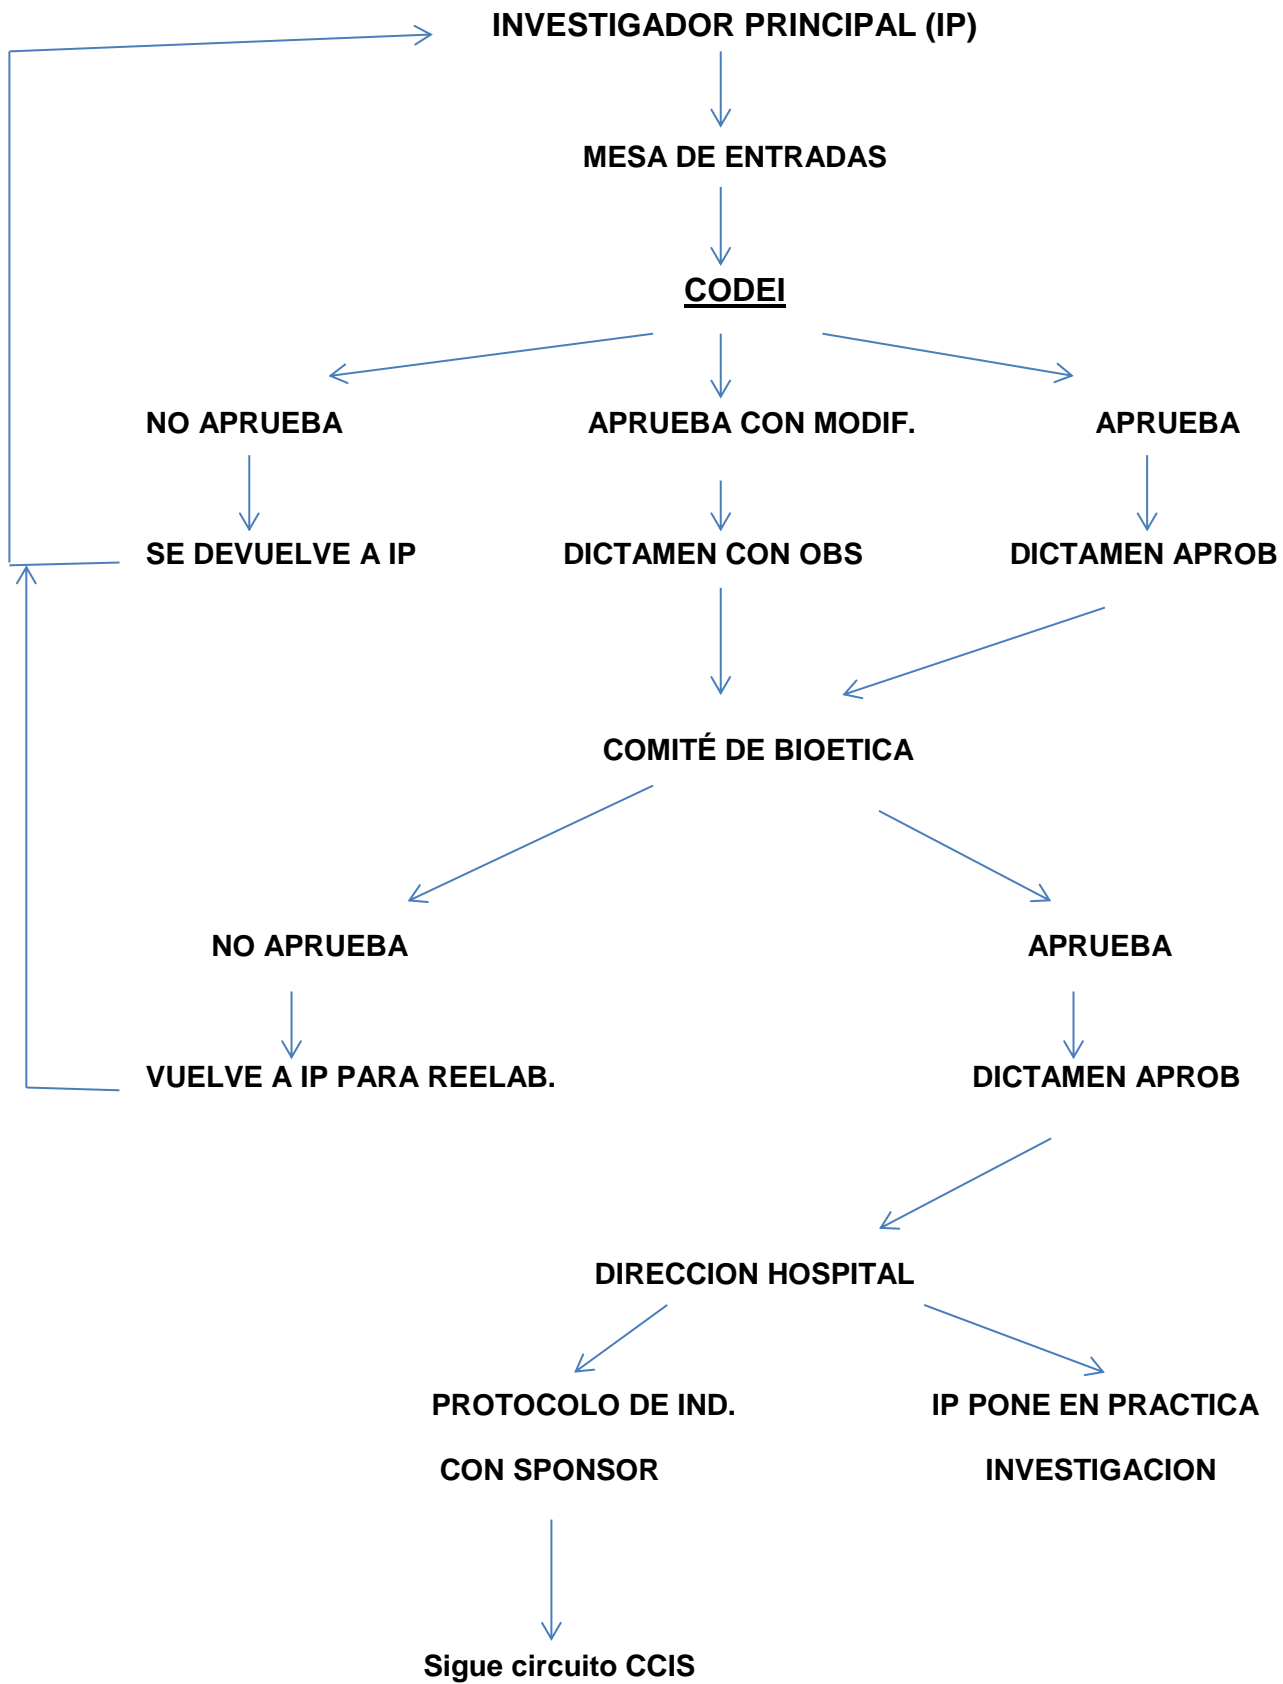 INVESTIGADOR PRINCIPAL (IP)
MESA DE ENTRADAS
CODEI
NO APRUEBA
APRUEBA CON MODIF.
APRUEBA
SE DEVUELVE A IP
DICTAMEN CON OBS
DICTAMEN APROB
COMITÉ DE BIOETICA
NO APRUEBA
APRUEBA
VUELVE A IP PARA REELAB.
DICTAMEN APROB
DIRECCION HOSPITAL
PROTOCOLO DE IND.
CON SPONSOR
IP PONE EN PRACTICA
INVESTIGACION
Sigue circuito CCIS